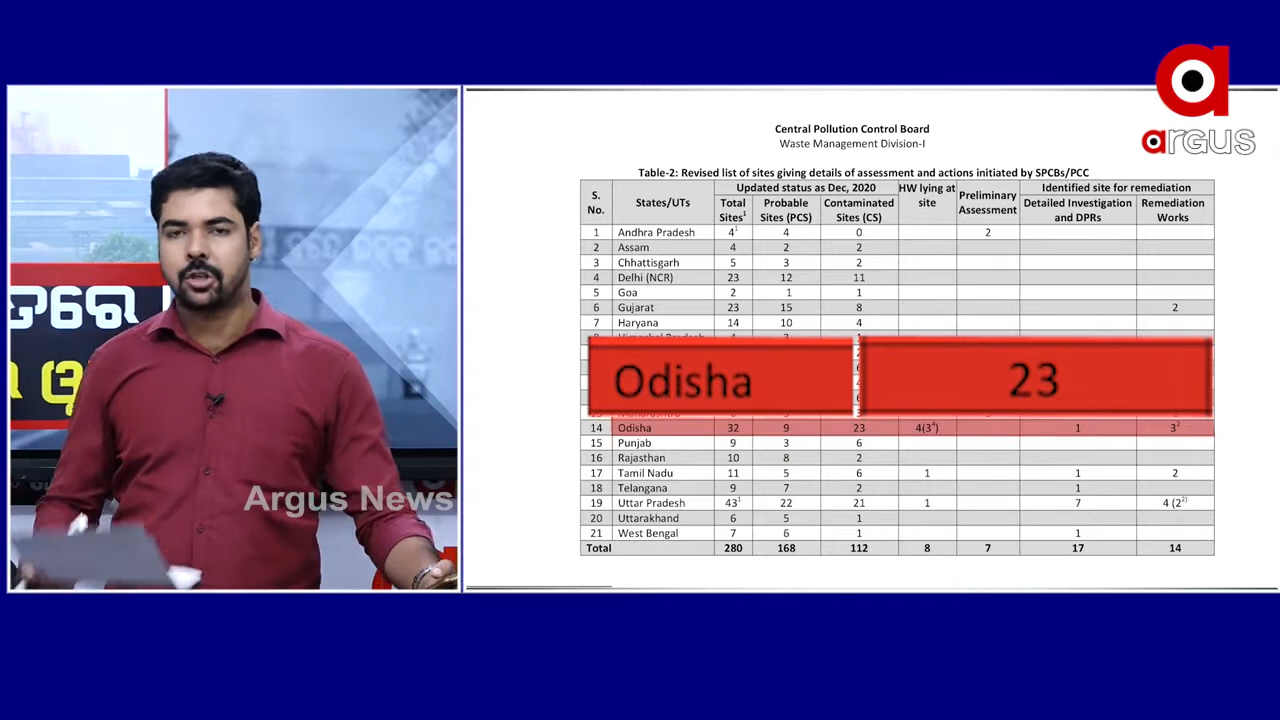 argus
Central Pollution Control Board
Waste Management Division-I
Table-2: Revised list of sites giving details of assessment and actions initiated by SPCBs/PCC
S. No. States/UTs Updated status as Dec, 2020 HW lying at site Preliminary Assessment Identified site for remediation
Total Sites1 Probable Sites (PCS) Contaminated Sites (CS) Detailed Investigation and DPRs Remediation Works
1 Andhra Pradesh 41 4 0 2
2 Assam 4 2 2
3 Chhattisgarh 5 3 2
4 Delhi (NCR) 23 12 11
5 Goa 2 1 1
6 Gujarat 23 15 8 2
7 Haryana 14 10 4
Odisha 23
14 Odisha 32 9 23 4(34) 1 32
15 Punjab 9 3 6
16 Rajasthan 10 8 2
17 Tamil Nadu 11 5 6 1 1 2
18 Telangana 9 7 2 1
19 Uttar Pradesh 431 22 21 1 7 4 (22)
20 Uttarakhand 6 5 1
21 West Bengal 7 6 1 1
Total 280 168 112 8 7 17 14
Argus News